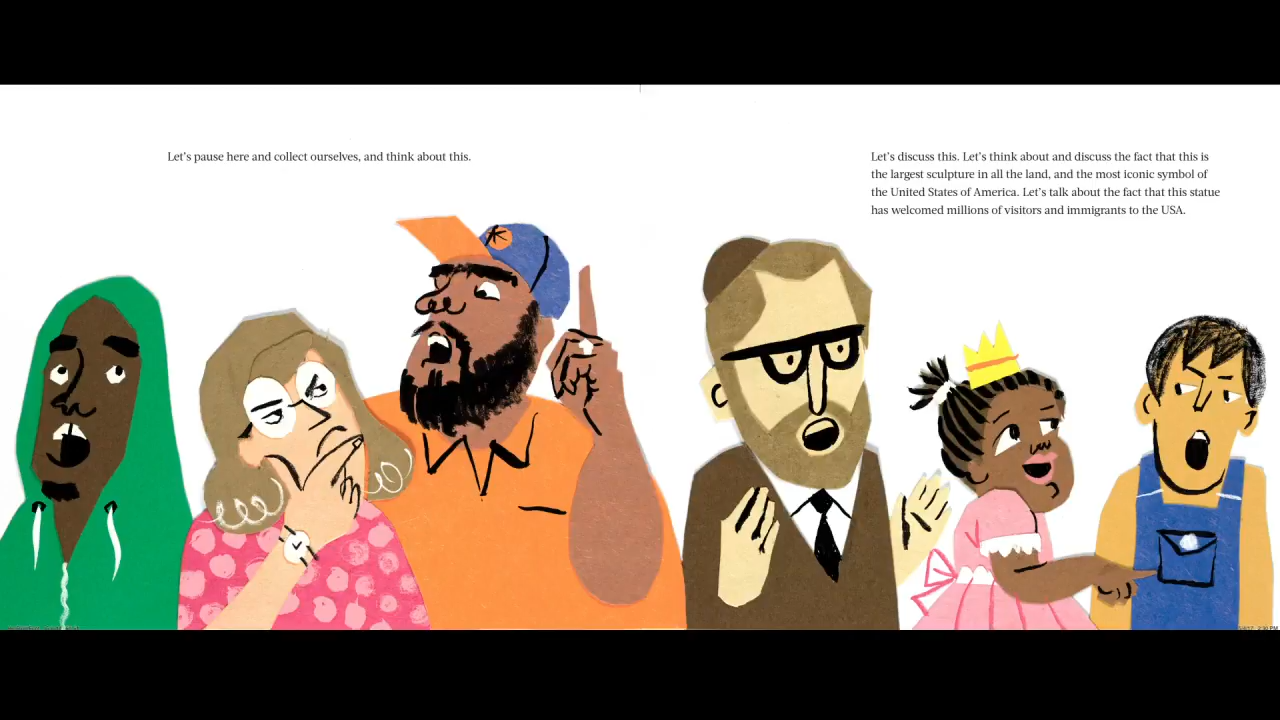 Let's pause here and collect ourselves, and think about this.
Let's discuss this. Let's think about and discuss the fact that this is
the largest sculpture in all the land, and the most iconic symbol of
the United States of America. Let's talk about the fact that this statue
has welcomed millions of visitors and immigrants to the USA.